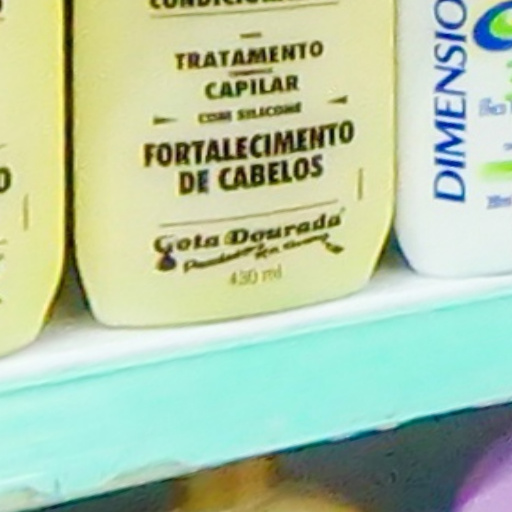 TRATAMENTO
CAPILAR
COM SILICONE
FORTALECIMENTO
DE CABELOS
Gota Dourada
430 ml
DIMENSIO